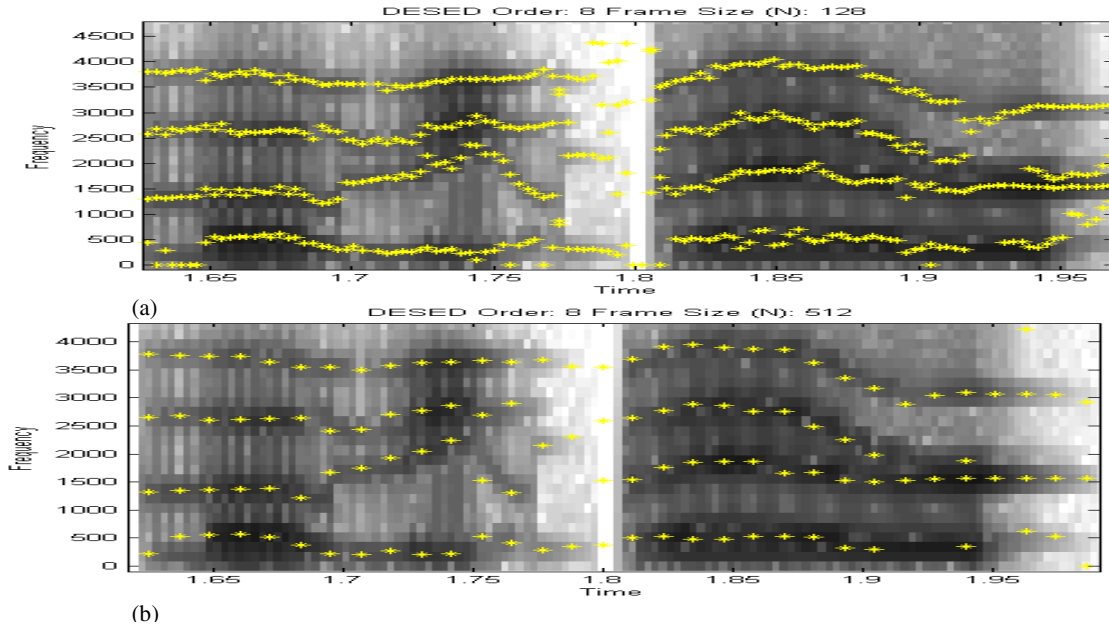 DESED Order: 8 Frame Size (N): 128
4500
4000
3500
3000
2500
2000
1500
1000
500
0
Frequency
1.65 1.7 1.75 1.8 1.85 1.9 1.95
Time
(a)
DESED Order: 8 Frame Size (N): 512
4000
3500
3000
2500
2000
1500
1000
500
0
Frequency
1.65 1.7 1.75 1.8 1.85 1.9 1.95
Time
(b)